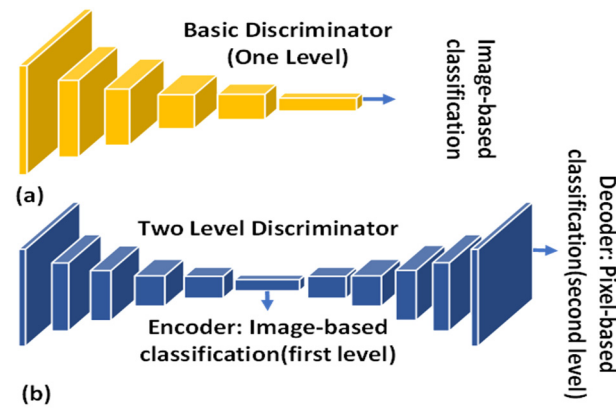 Basic Discriminator
(One Level)
Image-based
classification
(a)
Two Level Discriminator
Encoder: Image-based
classification(first level)
Decoder: Pixel-based
classification(second level)
(b)